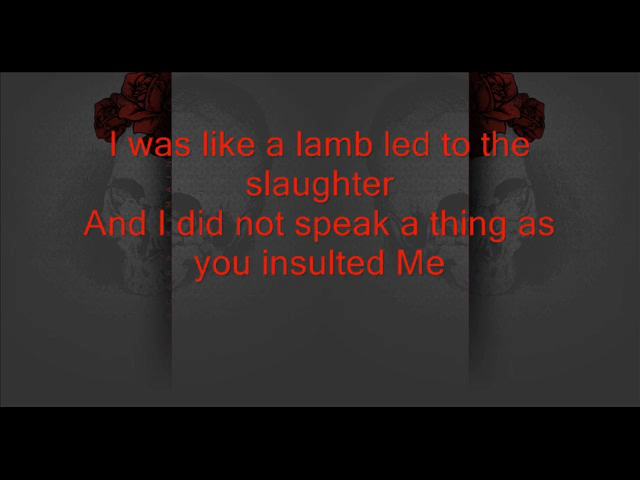 I was like a lamb led to the
slaughter
And I did not speak a thing as
you insulted Me